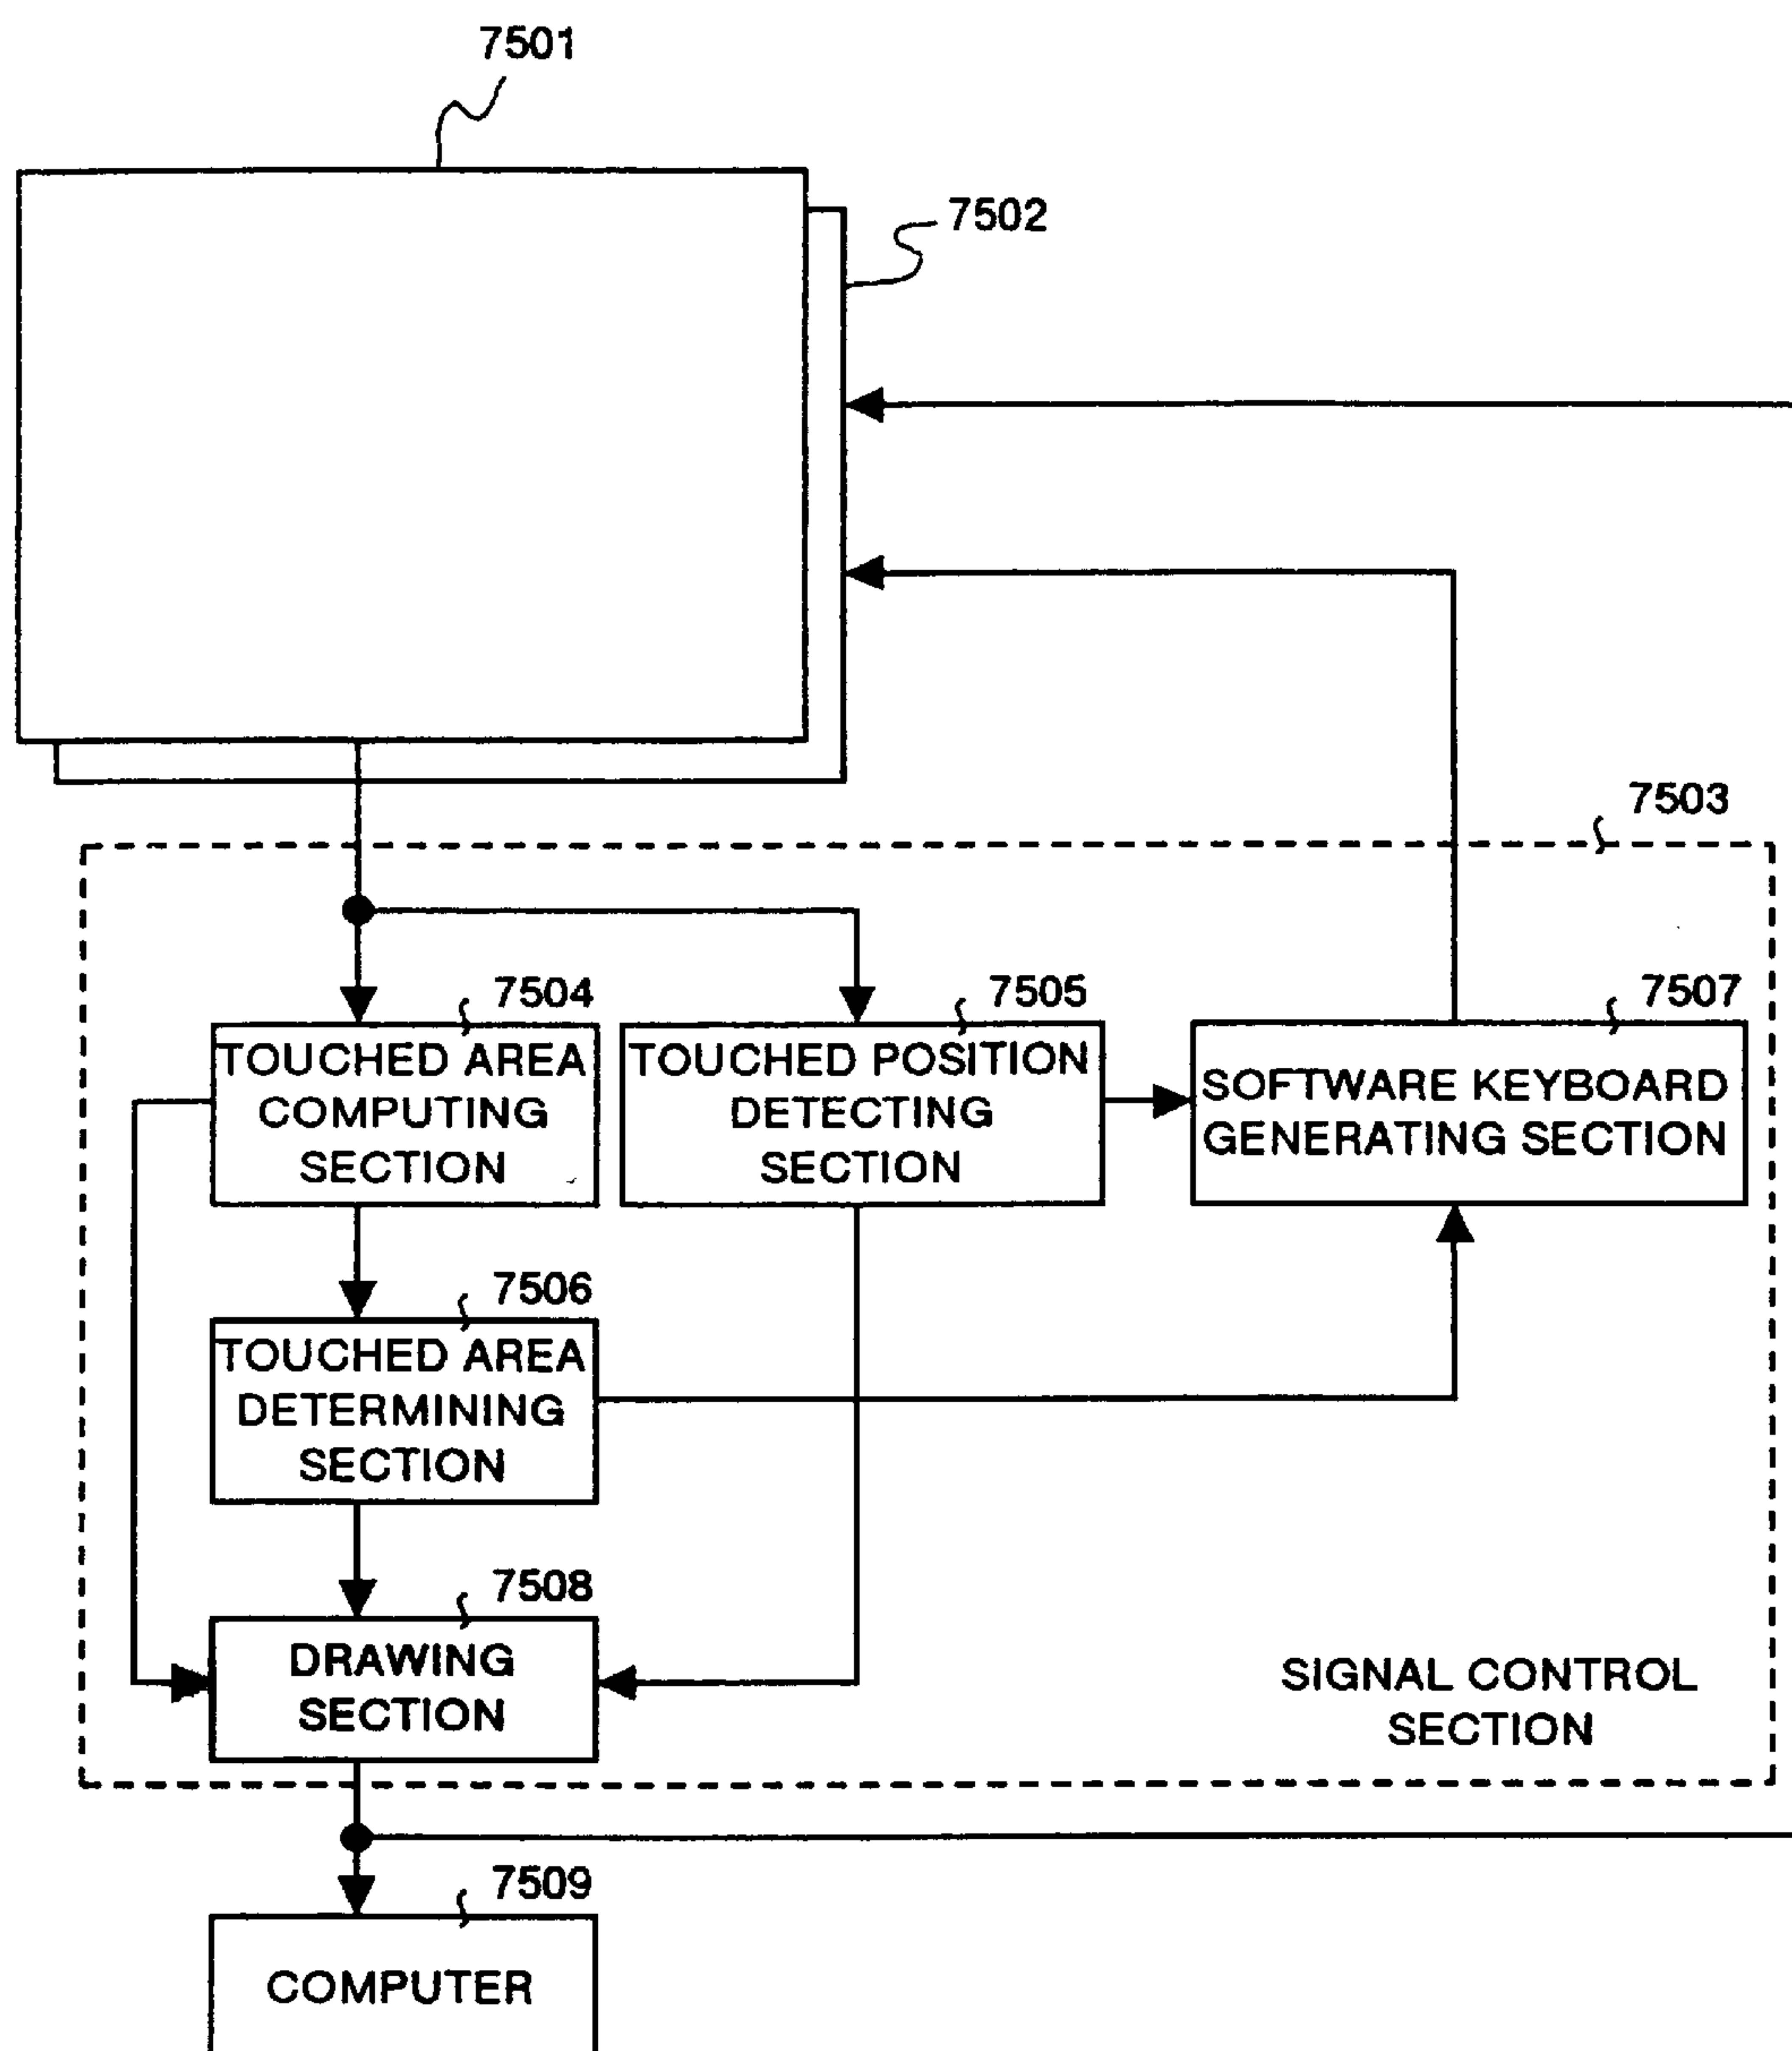 7501
7502
7503
7504
7505
7507
TOUCHED AREA
COMPUTING
SECTION
TOUCHED POSITION
DETECTING
SECTION
SOFTWARE KEYBOARD
GENERATING SECTION
7506
TOUCHED AREA
DETERMINING
SECTION
7508
DRAWING
SECTION
SIGNAL CONTROL
SECTION
7509
COMPUTER